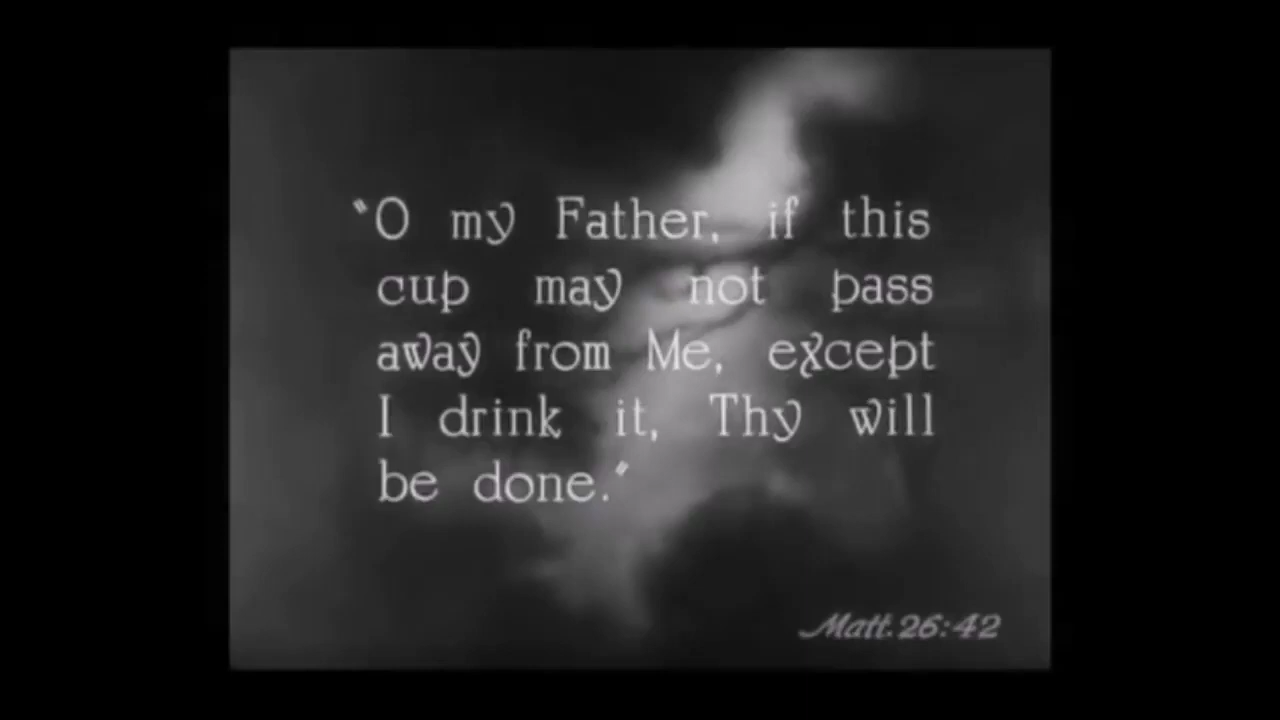 "O my Father, if this
cup may not pass
away from Me, except
I drink it, Thy will
be done."
Matt. 26:42